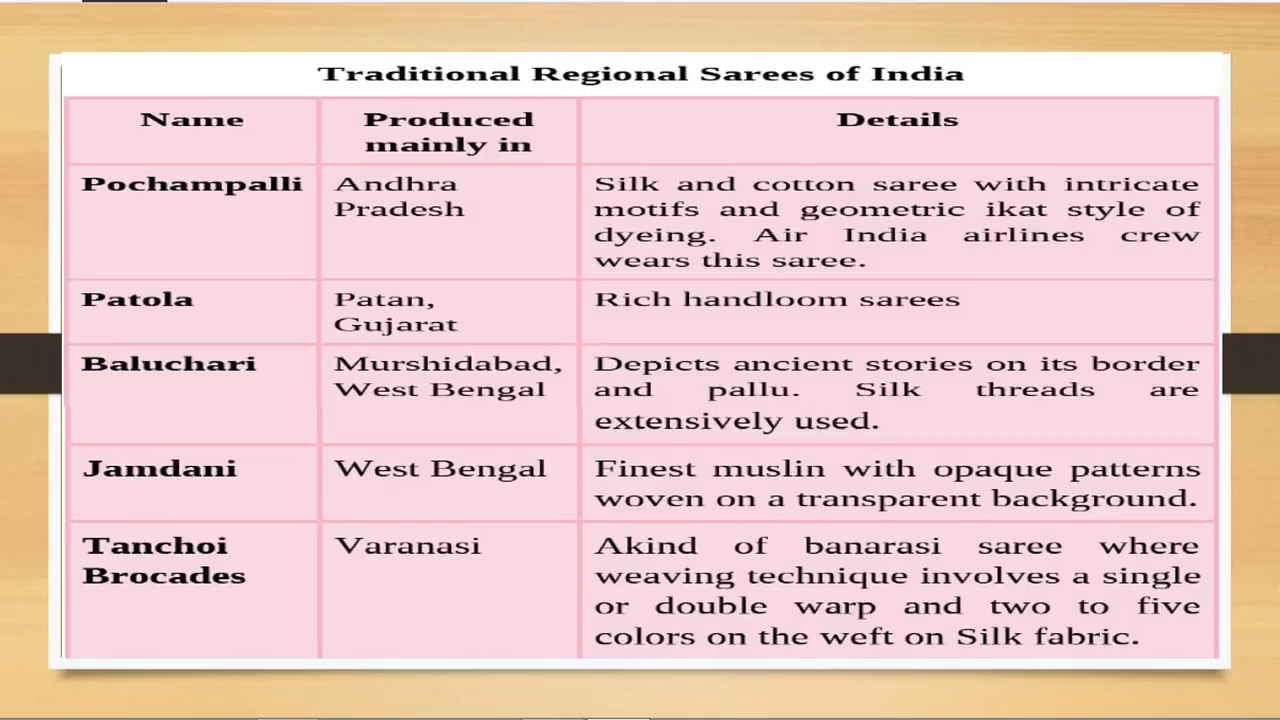 Traditional Regional Sarees of India
Name
Produced
mainly in
Details
Pochampalli
Andhra
Pradesh
Silk and cotton saree with intricate
motifs and geometric ikat style of
dyeing. Air India airlines crew
wears this saree.
Patola
Patan,
Gujarat
Rich handloom sarees
Baluchari
Murshidabad,
West Bengal
Depicts ancient stories on its border
and pallu. Silk threads are
extensively used.
Jamdani
West Bengal
Finest muslin with opaque patterns
woven on a transparent background.
Tanchoi
Brocades
Varanasi
Akind of banarasi saree where
weaving technique involves a single
or double warp and two to five
colors on the weft on Silk fabric.